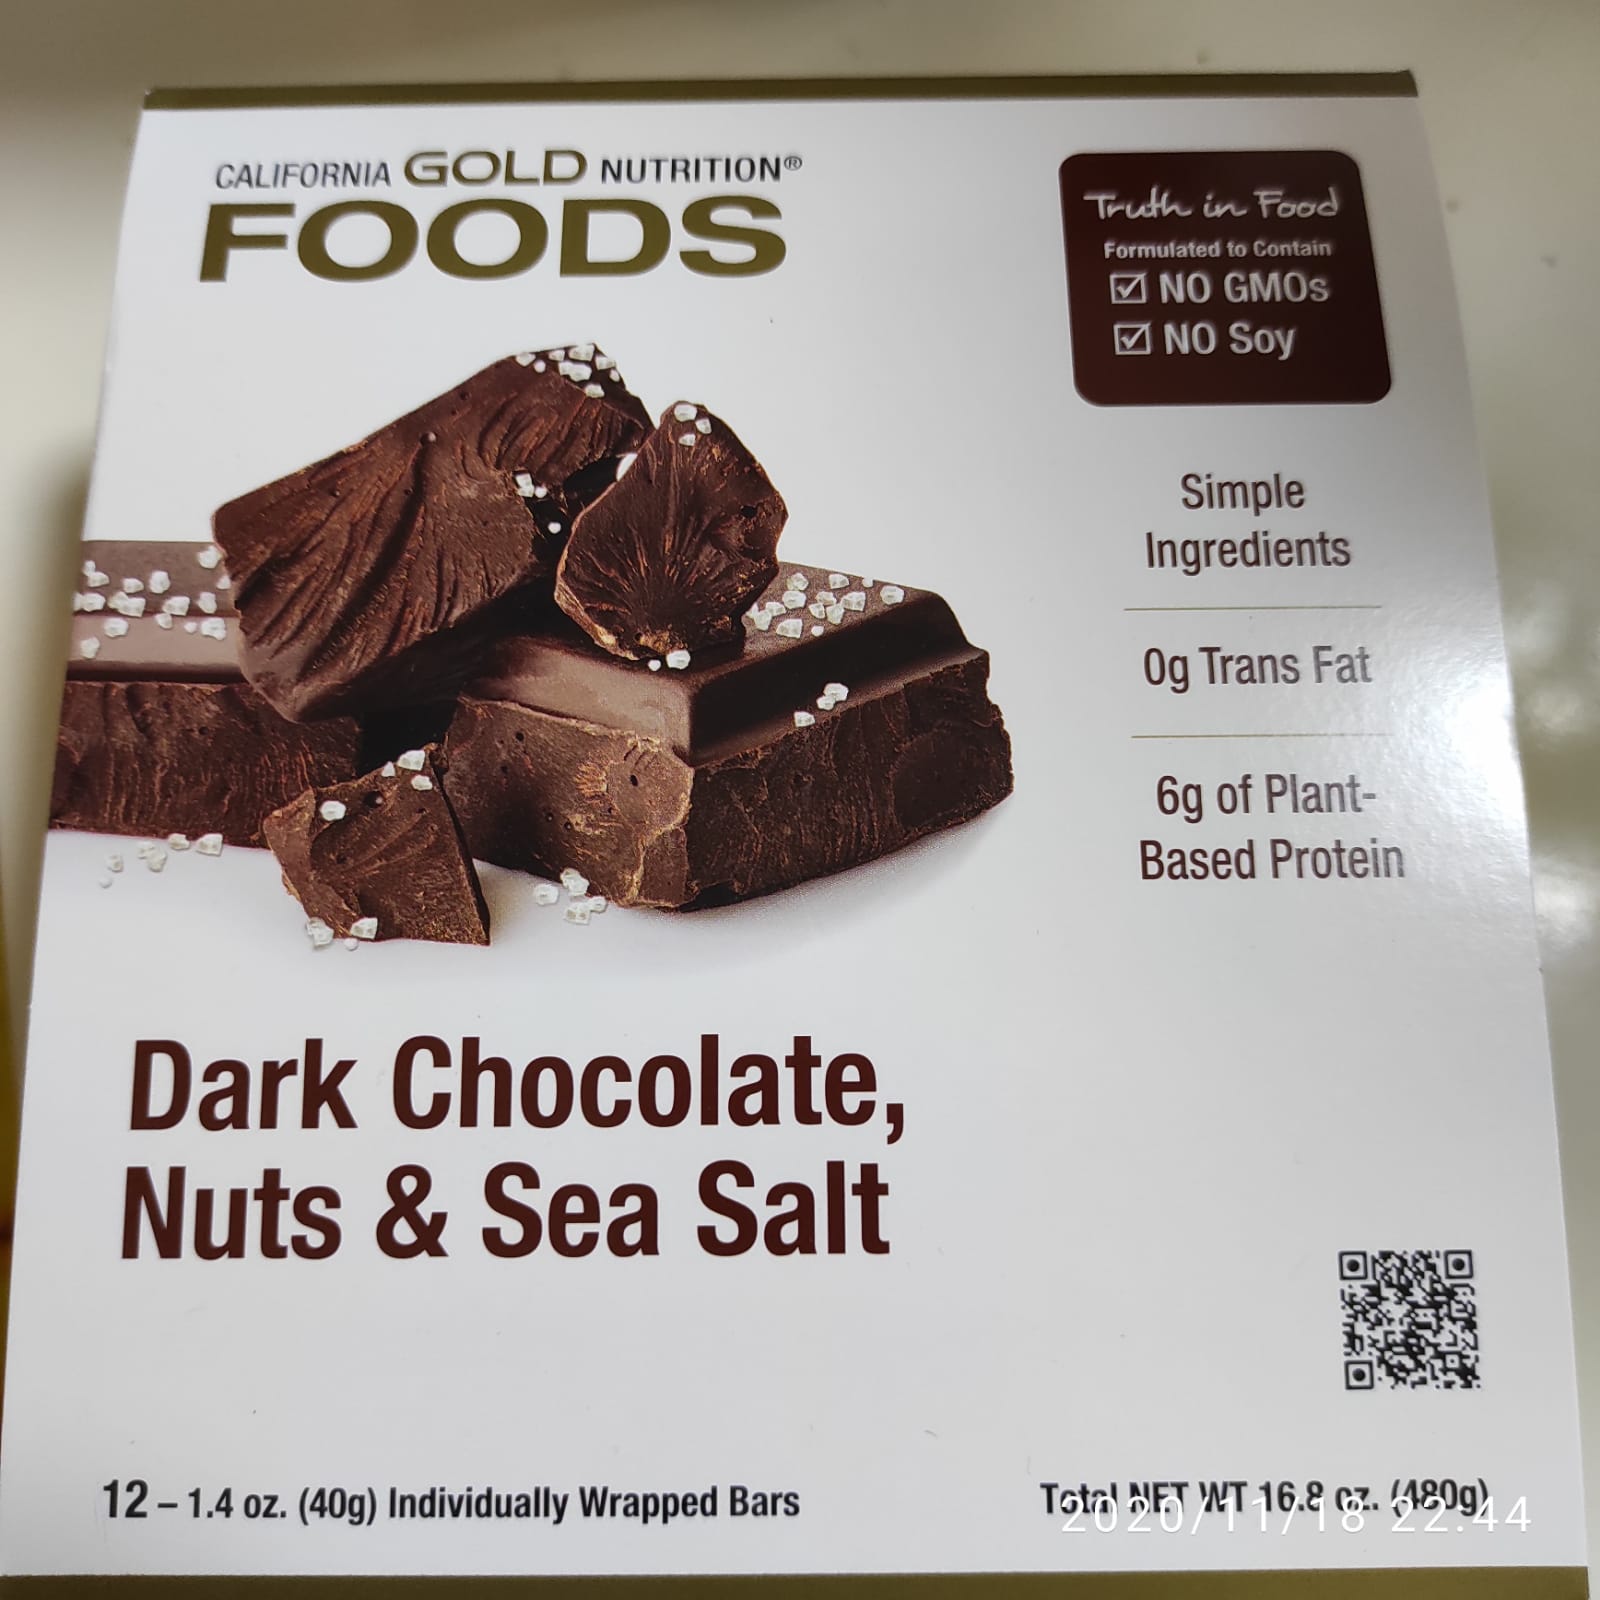 CALIFORNIA GOLD NUTRITION®
FOODS
Truth in Food
Formulated to Contain
☑ NO GMOs
☑ NO Soy
Simple
Ingredients
0g Trans Fat
6g of Plant-
Based Protein
Dark Chocolate,
Nuts & Sea Salt
12 – 1.4 oz. (40g) Individually Wrapped Bars
Total NET WT 16.8 oz. (480g)
2020/11/18 22:44